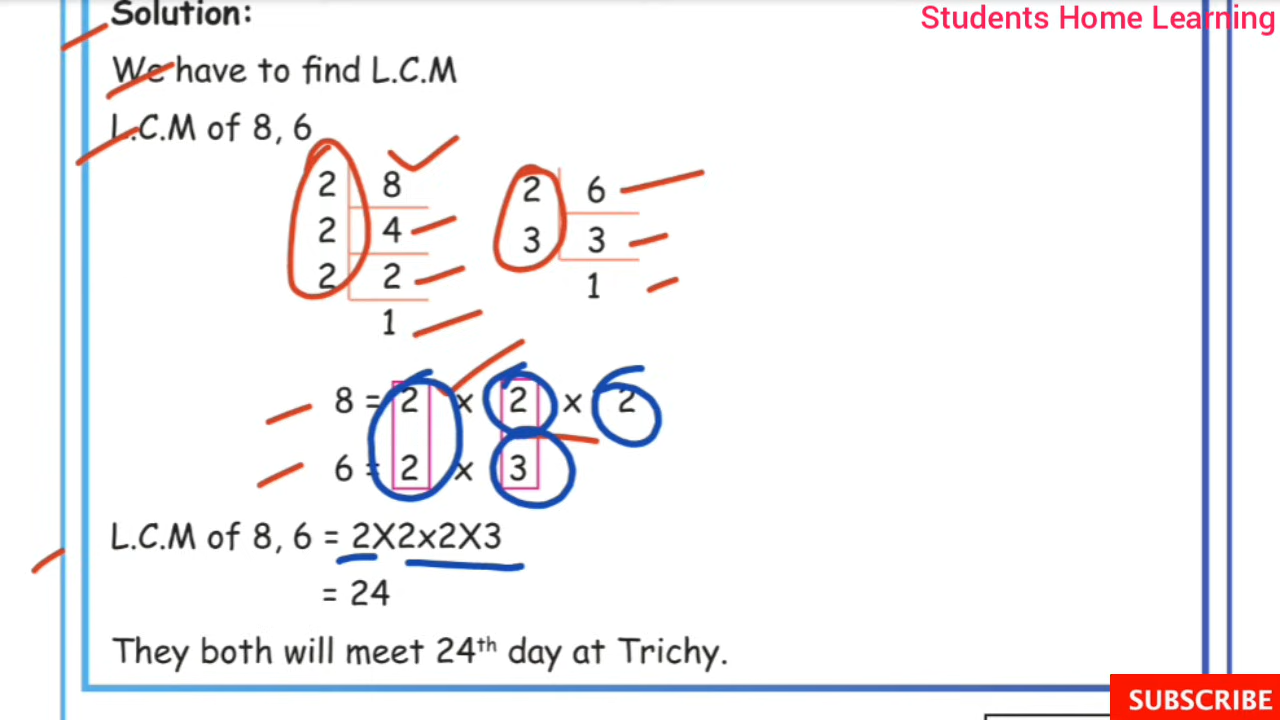 Students Home Learning
Solution:
We have to find L.C.M
L.C.M of 8, 6
2 8 2 6
2 4 3 3
2 2 1
1
8 = 2 x 2 x 2
6 = 2 x 3
L.C.M of 8, 6 = 2X2x2X3
= 24
They both will meet 24th day at Trichy.
SUBSCRIBE